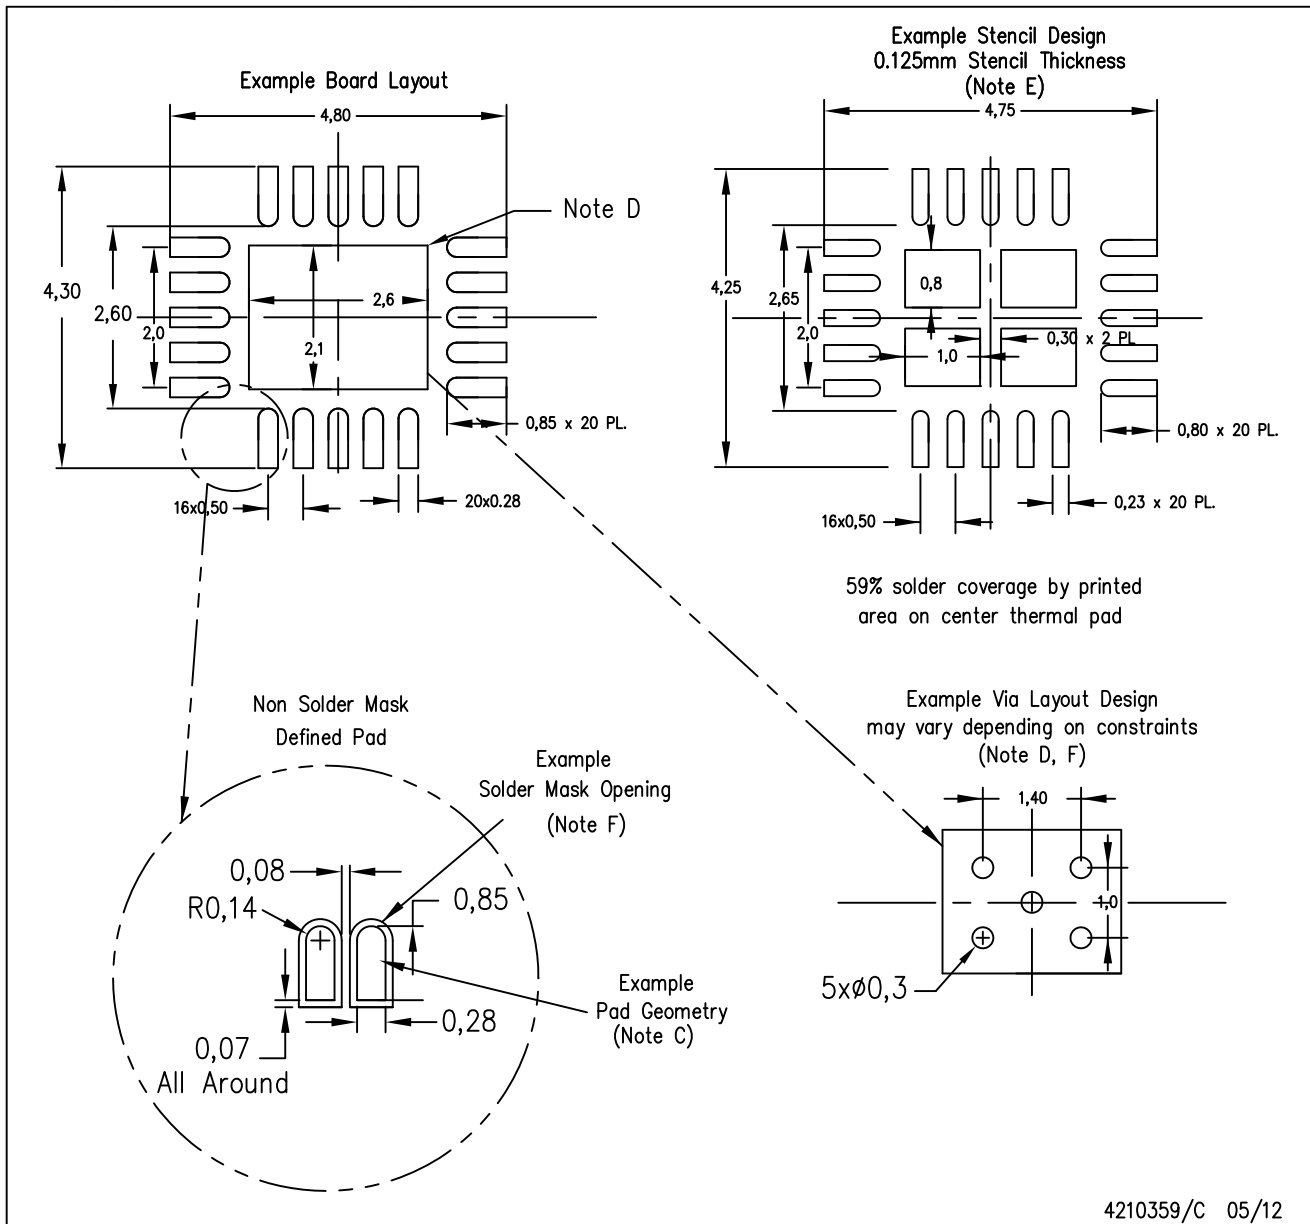 Example Board Layout
4,80
Note D
4,30
2,60
2,0
2,6
2,1
0,85 x 20 PL.
16x0,50
20x0.28
Example Stencil Design
0.125mm Stencil Thickness
(Note E)
4,75
4,25
2,65
2,0
0,8
0,30 x 2 PL
1,0
0,80 x 20 PL.
0,23 x 20 PL.
16x0,50
59% solder coverage by printed
area on center thermal pad
Non Solder Mask
Defined Pad
Example
Solder Mask Opening
(Note F)
0,08
R0,14
0,85
Example
Pad Geometry
(Note C)
0,28
0,07
All Around
Example Via Layout Design
may vary depending on constraints
(Note D, F)
1,40
1,0
5xø0,3
4210359/C 05/12